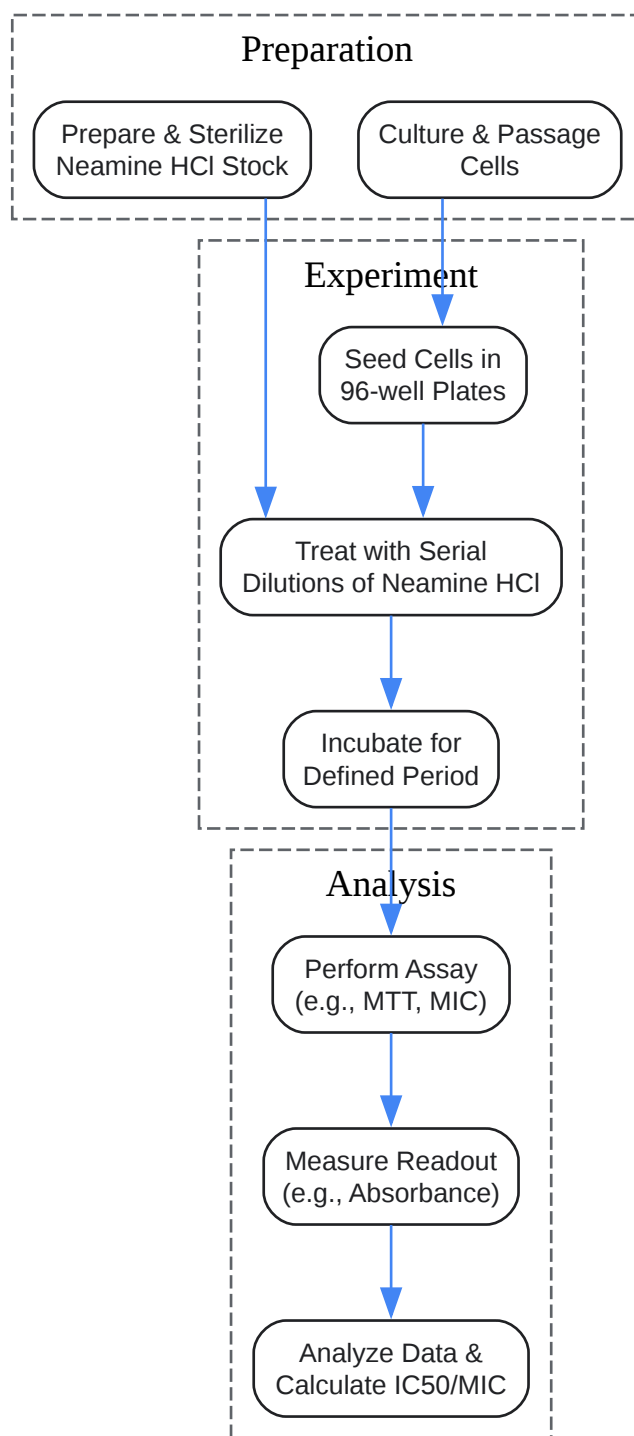 Preparation
Prepare & Sterilize
Neamine HCl Stock
Culture & Passage
Cells
Experiment
Seed Cells in
96-well Plates
Treat with Serial
Dilutions of Neamine HCl
Incubate for
Defined Period
Analysis
Perform Assay
(e.g., MTT, MIC)
Measure Readout
(e.g., Absorbance)
Analyze Data &
Calculate IC50/MIC